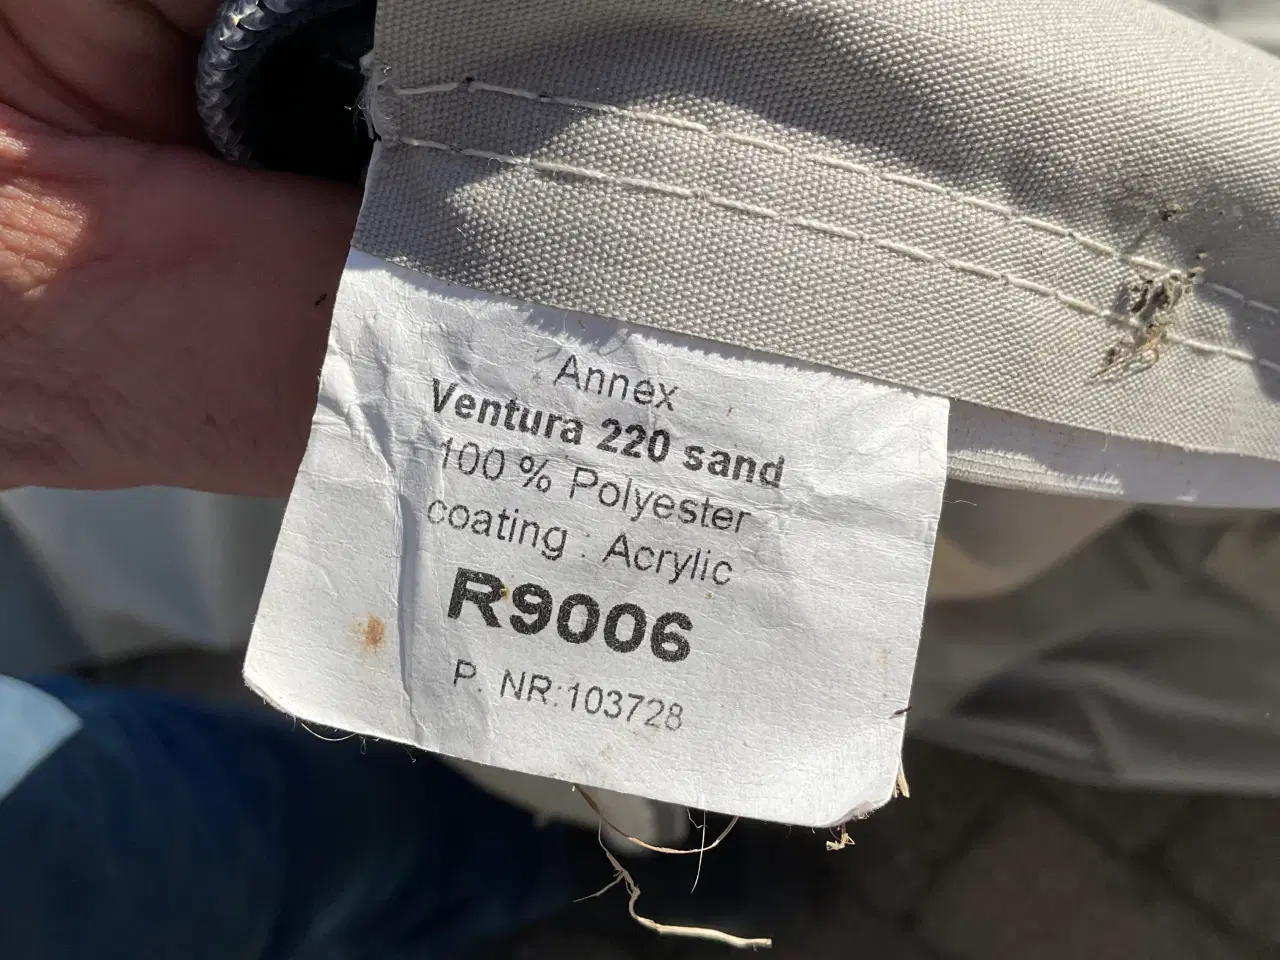 Annex
Ventura 220 sand
100 % Polyester
coating : Acrylic
R9006
P. NR:103728